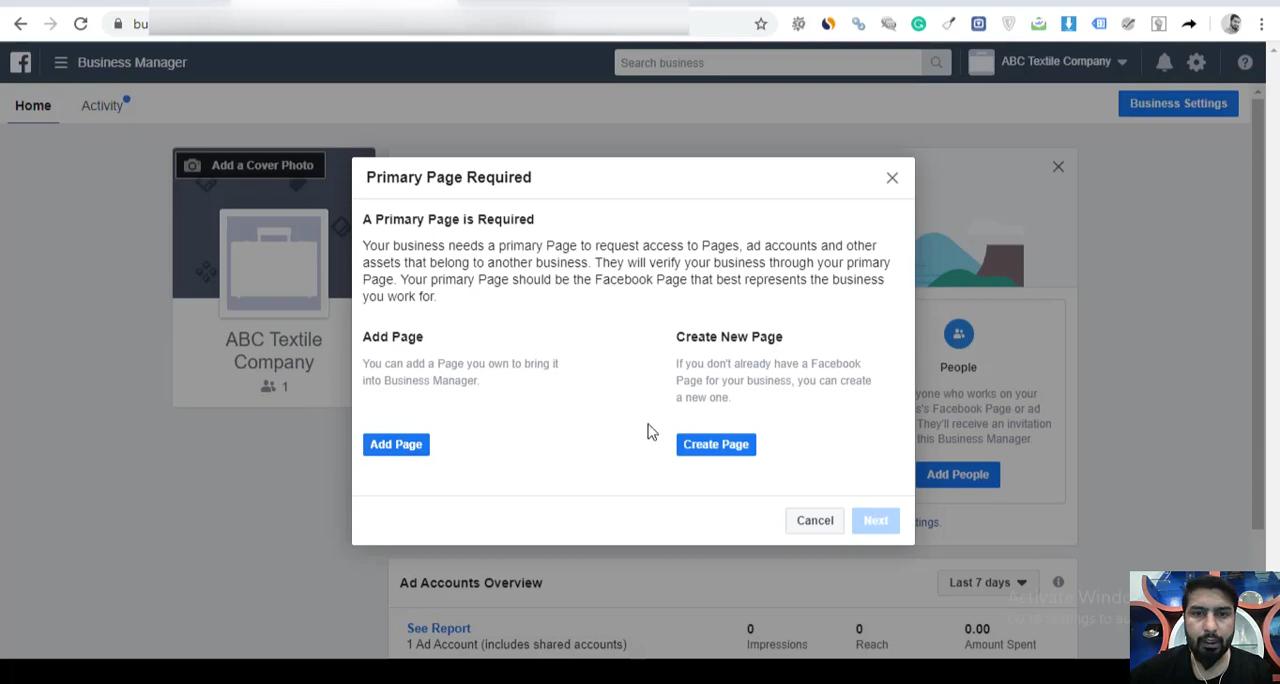 bu
Business Manager
Search business
ABC Textile Company
Home
Activity
Business Settings
Add a Cover Photo
ABC Textile
Company
1
Primary Page Required
A Primary Page is Required
Your business needs a primary Page to request access to Pages, ad accounts and other
assets that belong to another business. They will verify your business through your primary
Page. Your primary Page should be the Facebook Page that best represents the business
you work for.
Add Page
You can add a Page you own to bring it
into Business Manager.
Add Page
Create New Page
If you don't already have a Facebook
Page for your business, you can create
a new one.
Create Page
Cancel
Next
People
yone who works on your
s's Facebook Page or ad
They'll receive an invitation
this Business Manager.
Add People
tings.
Ad Accounts Overview
Last 7 days
See Report
1 Ad Account (includes shared accounts)
0
Impressions
0
Reach
0.00
Amount Spent
Activate Windo